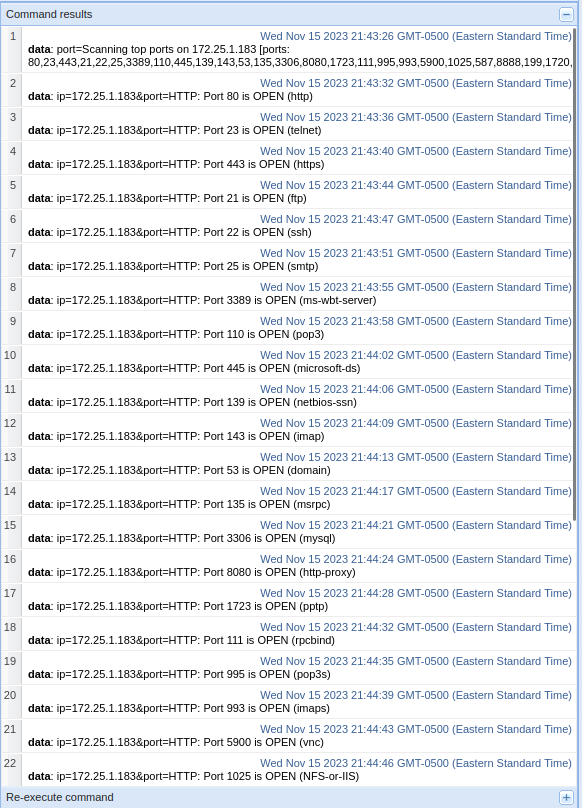 Command results
1
Wed Nov 15 2023 21:43:26 GMT-0500 (Eastern Standard Time)
data: port=Scanning top ports on 172.25.1.183 [ports:
80,23,443,21,22,25,3389,110,445,139,143,53,135,3306,8080,1723,111,995,993,5900,1025,587,8888,199,1720,
2
Wed Nov 15 2023 21:43:32 GMT-0500 (Eastern Standard Time)
data: ip=172.25.1.183&port=HTTP: Port 80 is OPEN (http)
3
Wed Nov 15 2023 21:43:36 GMT-0500 (Eastern Standard Time)
data: ip=172.25.1.183&port=HTTP: Port 23 is OPEN (telnet)
4
Wed Nov 15 2023 21:43:40 GMT-0500 (Eastern Standard Time)
data: ip=172.25.1.183&port=HTTP: Port 443 is OPEN (https)
5
Wed Nov 15 2023 21:43:44 GMT-0500 (Eastern Standard Time)
data: ip=172.25.1.183&port=HTTP: Port 21 is OPEN (ftp)
6
Wed Nov 15 2023 21:43:47 GMT-0500 (Eastern Standard Time)
data: ip=172.25.1.183&port=HTTP: Port 22 is OPEN (ssh)
7
Wed Nov 15 2023 21:43:51 GMT-0500 (Eastern Standard Time)
data: ip=172.25.1.183&port=HTTP: Port 25 is OPEN (smtp)
8
Wed Nov 15 2023 21:43:55 GMT-0500 (Eastern Standard Time)
data: ip=172.25.1.183&port=HTTP: Port 3389 is OPEN (ms-wbt-server)
9
Wed Nov 15 2023 21:43:58 GMT-0500 (Eastern Standard Time)
data: ip=172.25.1.183&port=HTTP: Port 110 is OPEN (pop3)
10
Wed Nov 15 2023 21:44:02 GMT-0500 (Eastern Standard Time)
data: ip=172.25.1.183&port=HTTP: Port 445 is OPEN (microsoft-ds)
11
Wed Nov 15 2023 21:44:06 GMT-0500 (Eastern Standard Time)
data: ip=172.25.1.183&port=HTTP: Port 139 is OPEN (netbios-ssn)
12
Wed Nov 15 2023 21:44:09 GMT-0500 (Eastern Standard Time)
data: ip=172.25.1.183&port=HTTP: Port 143 is OPEN (imap)
13
Wed Nov 15 2023 21:44:13 GMT-0500 (Eastern Standard Time)
data: ip=172.25.1.183&port=HTTP: Port 53 is OPEN (domain)
14
Wed Nov 15 2023 21:44:17 GMT-0500 (Eastern Standard Time)
data: ip=172.25.1.183&port=HTTP: Port 135 is OPEN (msrpc)
15
Wed Nov 15 2023 21:44:21 GMT-0500 (Eastern Standard Time)
data: ip=172.25.1.183&port=HTTP: Port 3306 is OPEN (mysql)
16
Wed Nov 15 2023 21:44:24 GMT-0500 (Eastern Standard Time)
data: ip=172.25.1.183&port=HTTP: Port 8080 is OPEN (http-proxy)
17
Wed Nov 15 2023 21:44:28 GMT-0500 (Eastern Standard Time)
data: ip=172.25.1.183&port=HTTP: Port 1723 is OPEN (pptp)
18
Wed Nov 15 2023 21:44:32 GMT-0500 (Eastern Standard Time)
data: ip=172.25.1.183&port=HTTP: Port 111 is OPEN (rpcbind)
19
Wed Nov 15 2023 21:44:35 GMT-0500 (Eastern Standard Time)
data: ip=172.25.1.183&port=HTTP: Port 995 is OPEN (pop3s)
20
Wed Nov 15 2023 21:44:39 GMT-0500 (Eastern Standard Time)
data: ip=172.25.1.183&port=HTTP: Port 993 is OPEN (imaps)
21
Wed Nov 15 2023 21:44:43 GMT-0500 (Eastern Standard Time)
data: ip=172.25.1.183&port=HTTP: Port 5900 is OPEN (vnc)
22
Wed Nov 15 2023 21:44:46 GMT-0500 (Eastern Standard Time)
data: ip=172.25.1.183&port=HTTP: Port 1025 is OPEN (NFS-or-IIS)
Re-execute command